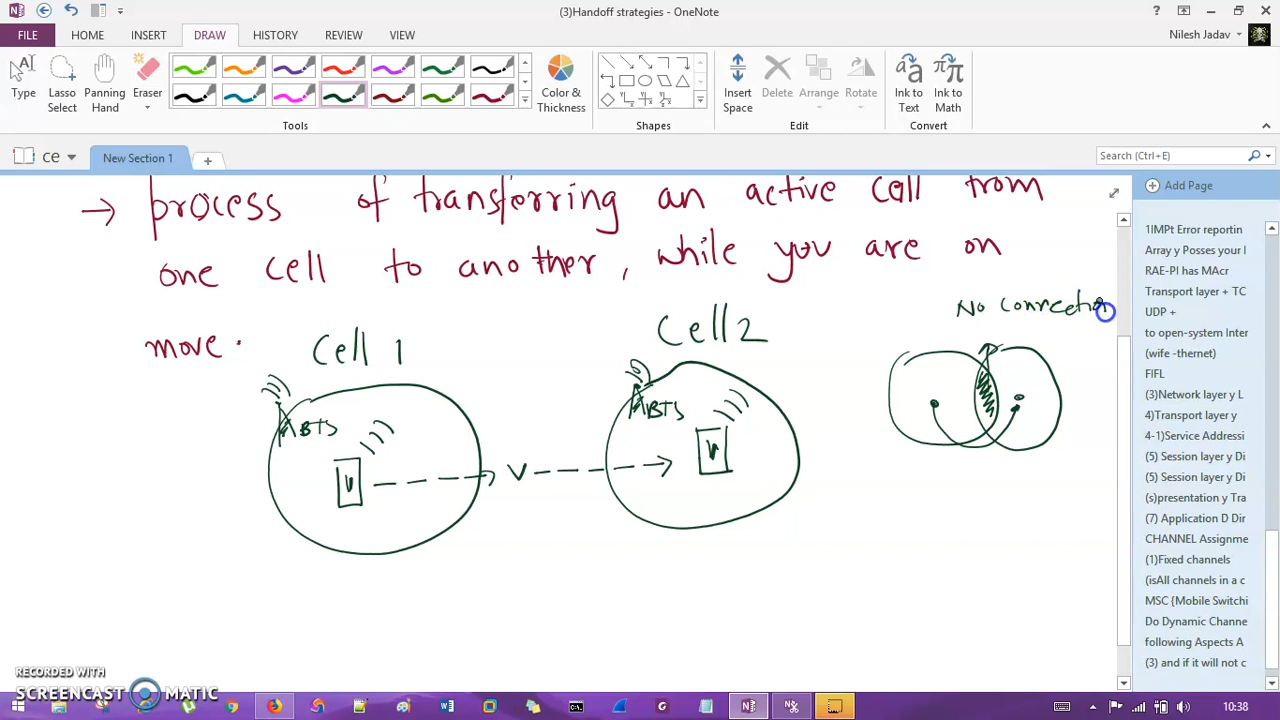 (3)Handoff strategies - OneNote
FILE
HOME
INSERT
DRAW
HISTORY
REVIEW
VIEW
Nilesh Jadav
Type
Lasso Select
Panning Hand
Eraser
Color & Thickness
Insert Space
Delete
Arrange
Rotate
Ink to Text
Ink to Math
Tools
Shapes
Edit
Convert
ce
New Section 1
Search (Ctrl+E)
→ process of transferring an active cell from
one cell to another, while you are on
move.
Cell 1
Cell 2
No connection
BTS
BTS
V
V
V
Add Page
1IMPt Error reportin
Array y Posses your l
RAE-PI has MAcr
Transport layer + TC
UDP +
to open-system Inter
(wife -thernet)
FIFL
(3)Network layer y L
4)Transport layer y
4-1)Service Addressi
(5) Session layer y Di
(5) Session layer y Di
(s)presentation y Tra
(7) Application D Dir
CHANNEL Assignme
(1)Fixed channels
(isAll channels in a c
MSC {Mobile Switchi
Do Dynamic Channe
following Aspects A
(3) and if it will not c
RECORDED WITH
SCREENCAST MATIC
10:38